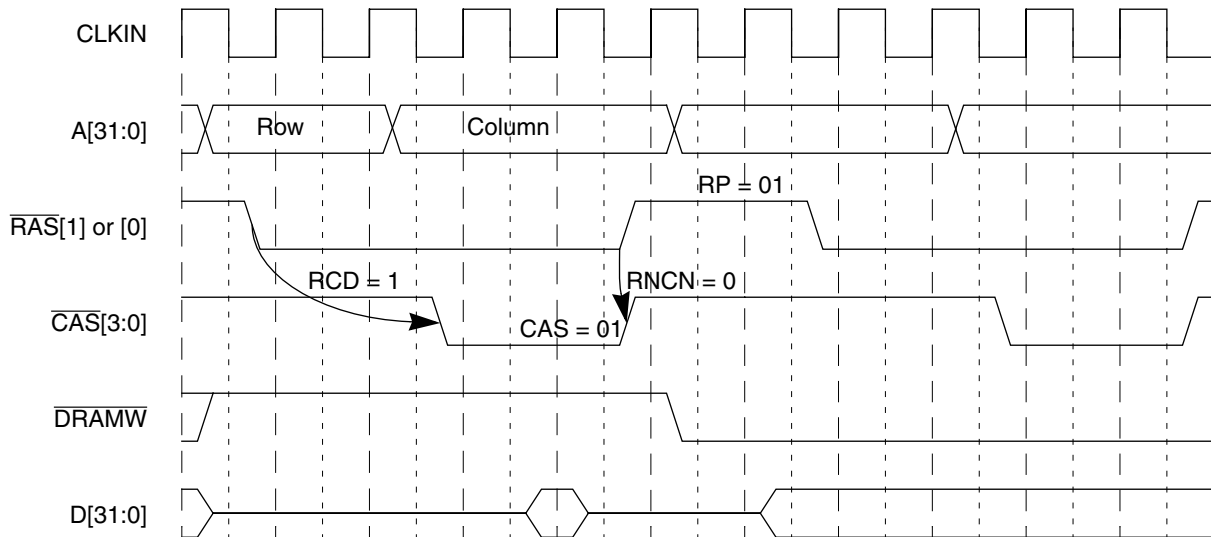 CLKIN
A[31:0]
Row
Column
RAS[1] or [0]
RP = 01
RCD = 1
RNCN = 0
CAS[3:0]
CAS = 01
DRAMW
D[31:0]